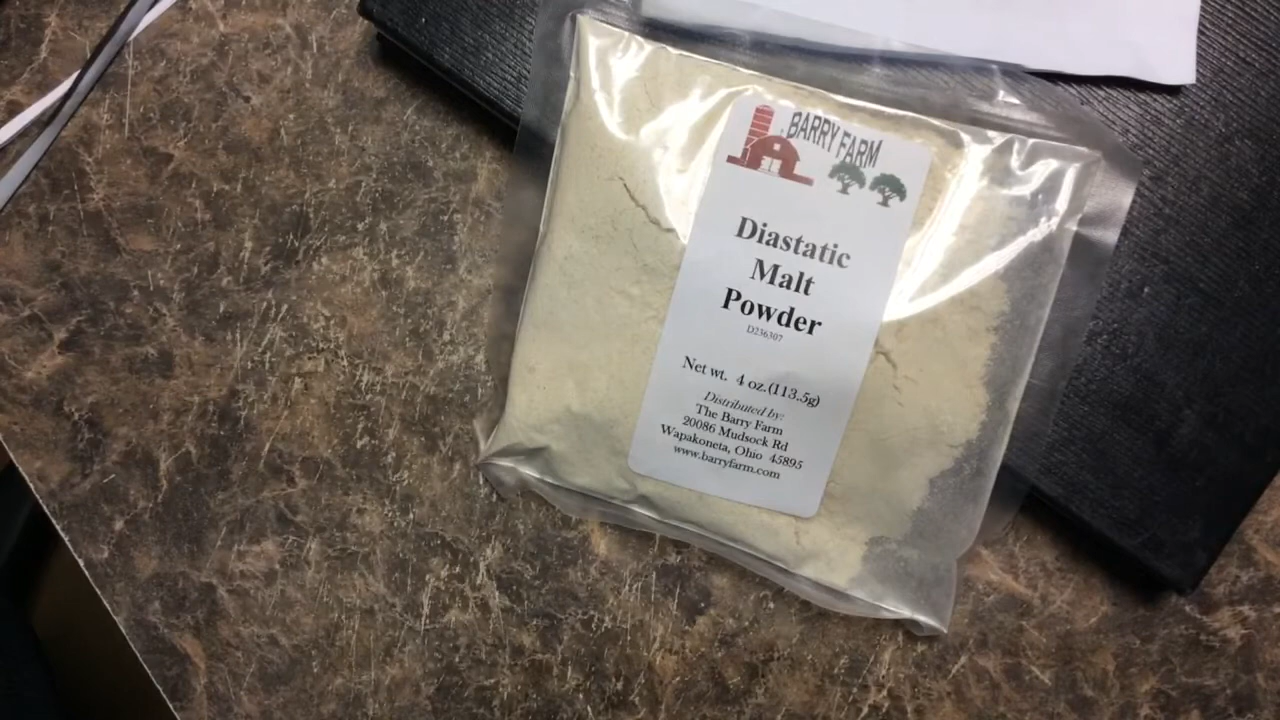 BARRY FARM
Diastatic
Malt
Powder
D236307
Net wt. 4 oz.(113.5g)
Distributed by:
The Barry Farm
20086 Mudsock Rd
Wapakoneta, Ohio 45895
www.barryfarm.com